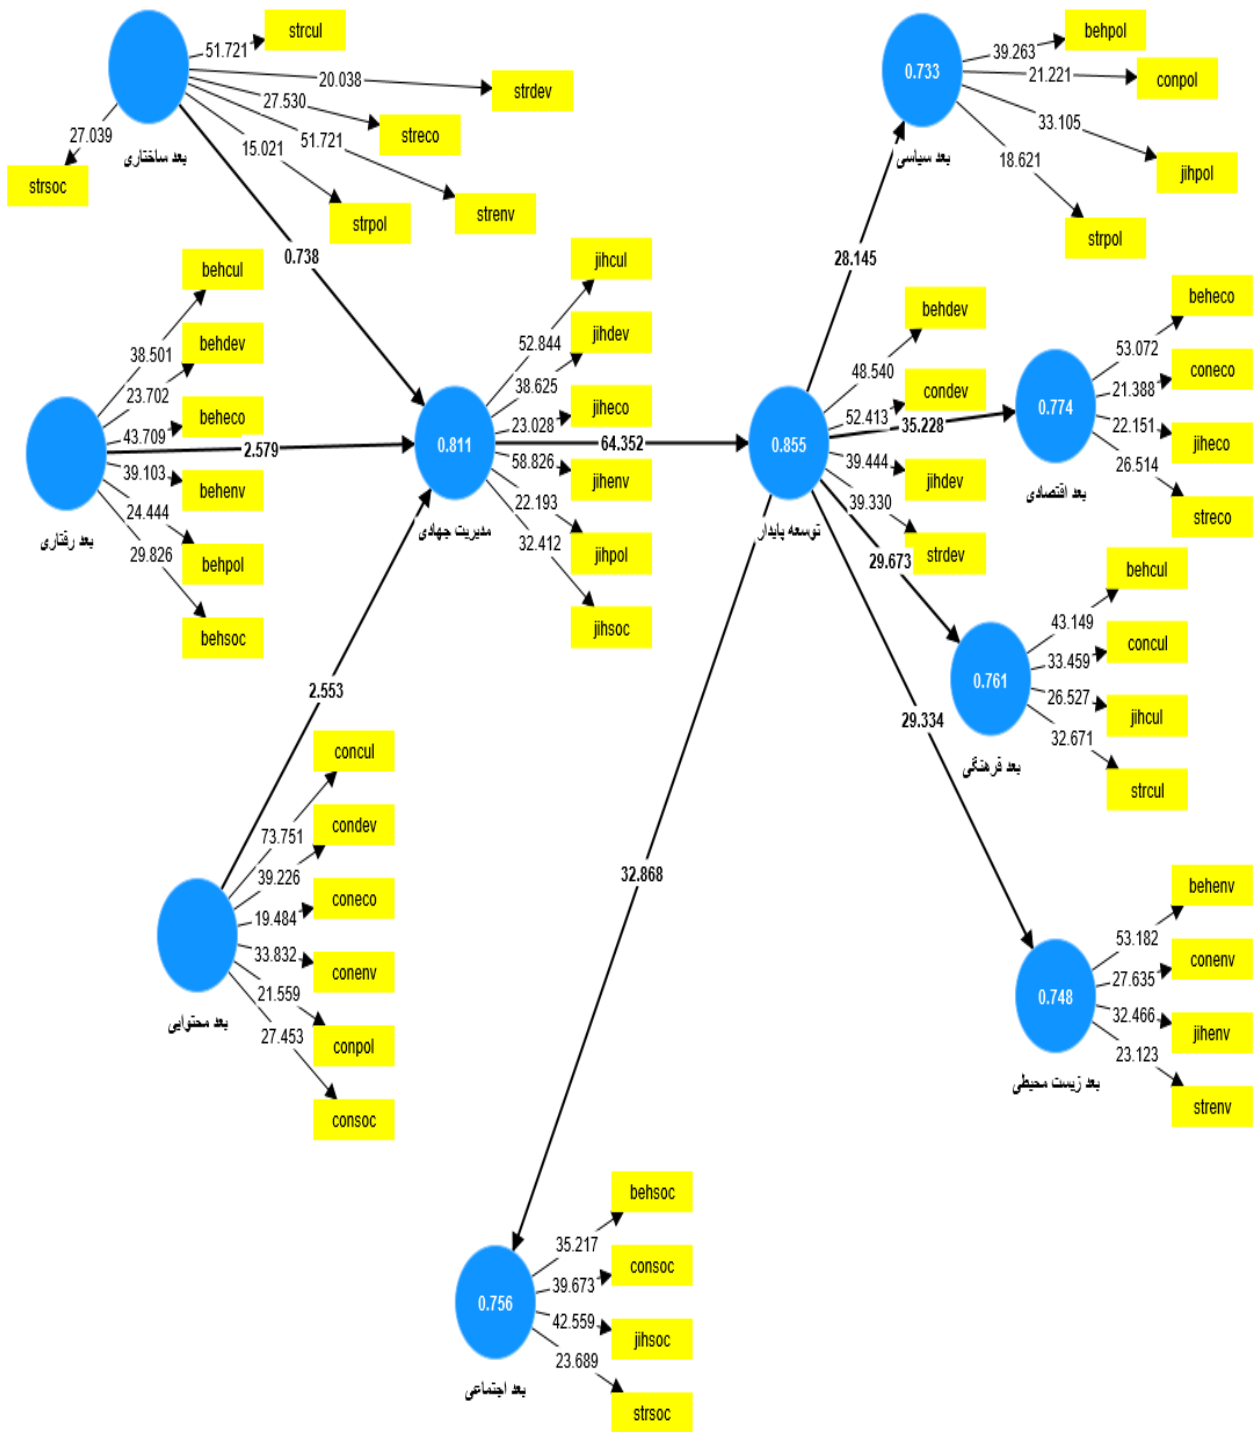 strcul
51.721
20.038
strdev
27.530
streco
51.721
15.021
27.039
strsoc
strpol
strenv
بعد ساختاری
0.738
behcul
38.501
behdev
23.702
beheco
43.709
2.579
39.103
behenv
24.444
behpol
29.826
behsoc
بعد رفتاری
jihcul
52.844
jihdev
38.625
jiheco
23.028
0.811
64.352
58.826
jihenv
22.193
jihpol
32.412
jihsoc
مدیریت جهادی
2.553
concul
73.751
condev
39.226
coneco
19.484
33.832
conenv
21.559
conpol
27.453
consoc
بعد محتوایی
0.733
behpol
39.263
21.221
conpol
33.105
jihpol
18.621
strpol
بعد سیاسی
28.145
behdev
48.540
condev
52.413
35.228
0.855
39.444
jihdev
39.330
strdev
توسعه پایدار
29.673
beheco
53.072
coneco
21.388
0.774
22.151
jiheco
26.514
streco
بعد اقتصادی
behcul
43.149
concul
33.459
0.761
26.527
jihcul
32.671
strcul
بعد فرهنگی
29.334
behenv
53.182
conenv
27.635
0.748
32.466
jihenv
23.123
strenv
بعد زیست محیطی
32.868
behsoc
35.217
consoc
39.673
0.756
42.559
jihsoc
23.689
strsoc
بعد اجتماعی